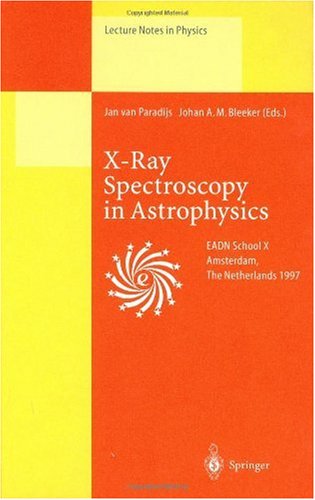 Lecture Notes in Physics
Jan van Paradijs Johan A. M. Bleeker (Eds.)
X-Ray
Spectroscopy
in Astrophysics
EADN School X
Amsterdam,
The Netherlands 1997
e
Springer